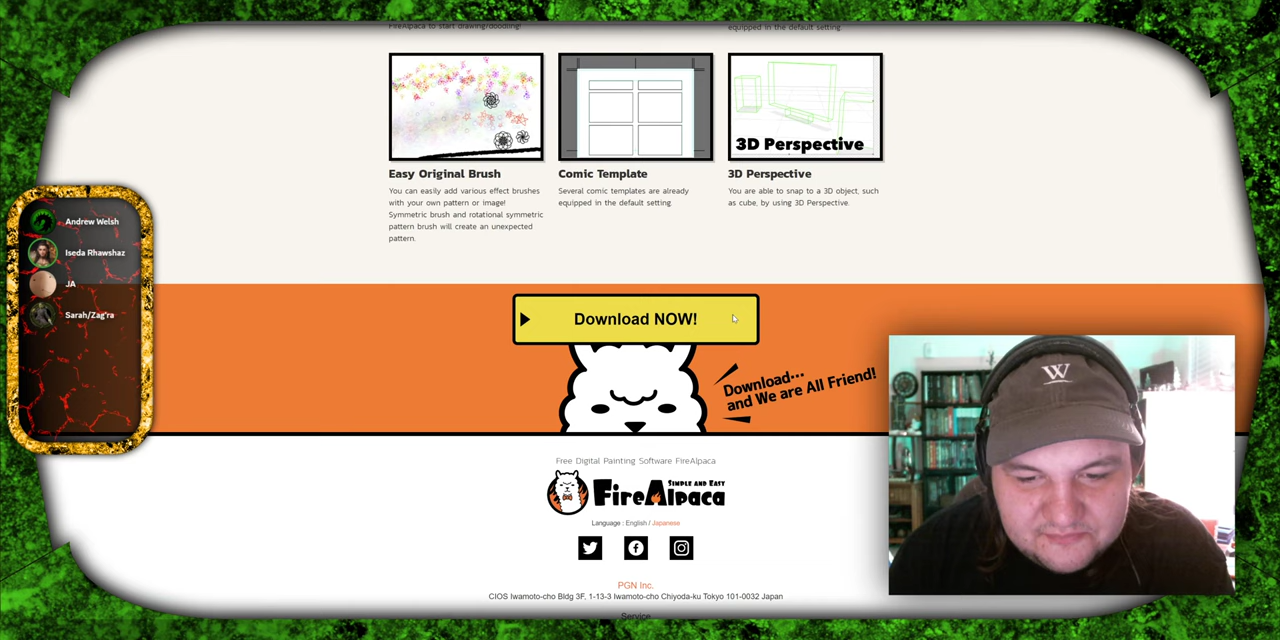 FireAlpaca to start drawing/doodling!
equipped in the default setting.
3D Perspective
Easy Original Brush
You can easily add various effect brushes
with your own pattern or image!
Symmetric brush and rotational symmetric
pattern brush will create an unexpected
pattern.
Comic Template
Several comic templates are already
equipped in the default setting.
3D Perspective
You are able to snap to a 3D object, such
as cube, by using 3D Perspective.
Andrew Welsh
Iseda Rhawshaz
JA
Sarah/Zag'ra
Download NOW!
Download...
and We are All Friend!
W
Free Digital Painting Software FireAlpaca
Simple and Easy
FireAlpaca
Language : English / Japanese
PGN Inc.
CIOS Iwamoto-cho Bldg 3F, 1-13-3 Iwamoto-cho Chiyoda-ku Tokyo 101-0032 Japan
Service